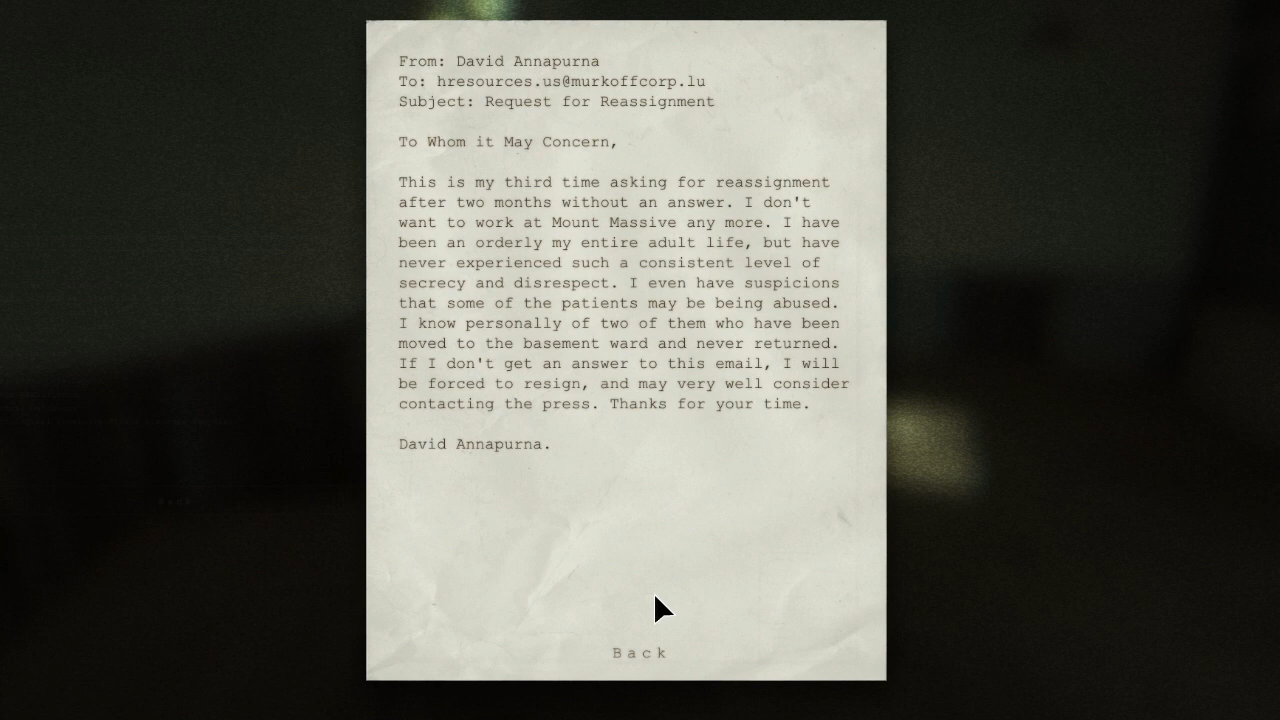 From: David Annapurna
To: hresources.us@murkoffcorp.lu
Subject: Request for Reassignment
To Whom it May Concern,
This is my third time asking for reassignment
after two months without an answer. I don't
want to work at Mount Massive any more. I have
been an orderly my entire adult life, but have
never experienced such a consistent level of
secrecy and disrespect. I even have suspicions
that some of the patients may be being abused.
I know personally of two of them who have been
moved to the basement ward and never returned.
If I don't get an answer to this email, I will
be forced to resign, and may very well consider
contacting the press. Thanks for your time.
David Annapurna.
Back